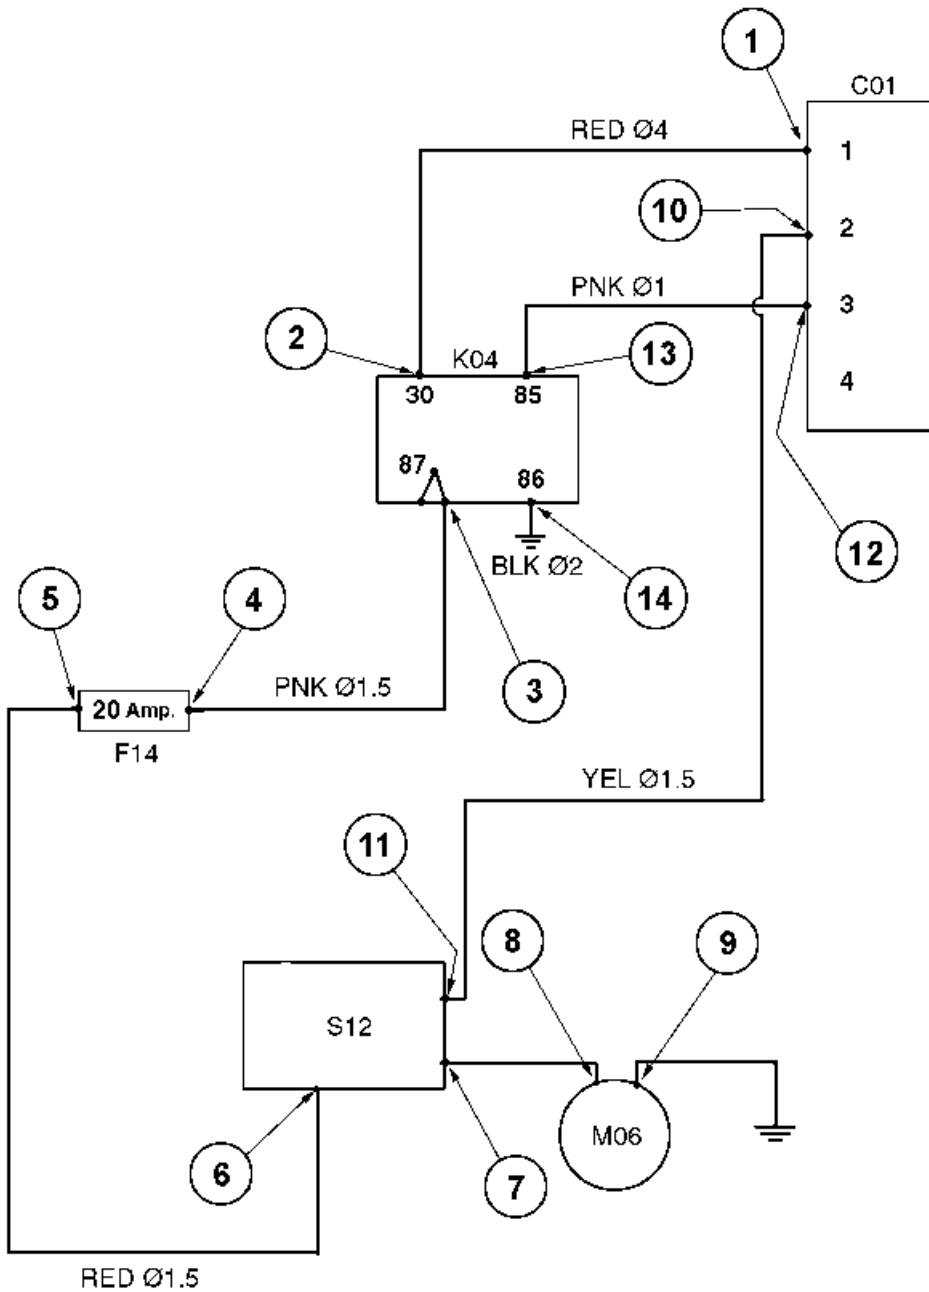 1
C01
RED Ø4
1
10
2
PNK Ø1
3
2
K04
13
30
85
4
87
86
12
BLK Ø2
5
4
14
PNK Ø1.5
3
20 Amp.
F14
YEL Ø1.5
11
8
9
S12
M06
6
7
RED Ø1.5